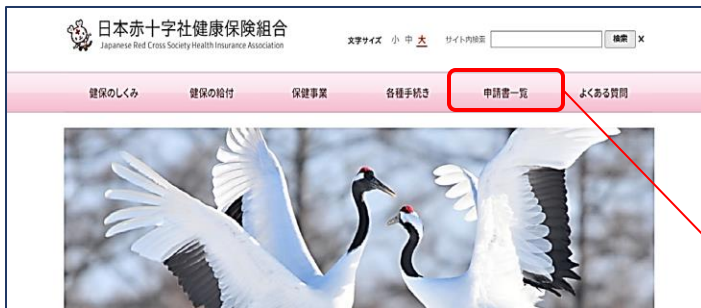 日本赤十字社健康保険組合
Japanese Red Cross Society Health Insurance Association
文字サイズ 小 中 大 サイト内検索 検索 X
健保のしくみ 健保の給付 保健事業 各種手続き 申請書一覧 よくある質問